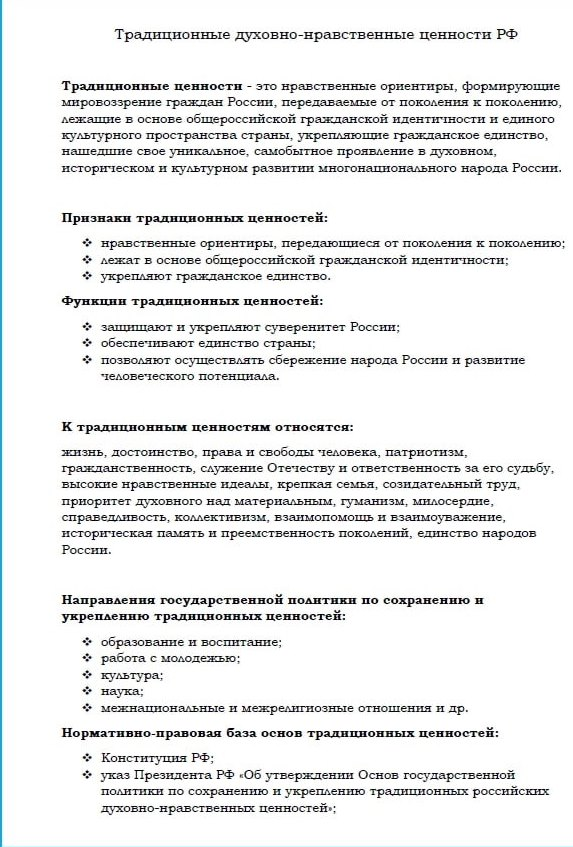 Традиционные духовно-нравственные ценности РФ
Традиционные ценности - это нравственные ориентиры, формирующие
мировоззрение граждан России, передаваемые от поколения к поколению,
лежащие в основе общероссийской гражданской идентичности и единого
культурного пространства страны, укрепляющие гражданское единство,
нашедшие свое уникальное, самобытное проявление в духовном,
историческом и культурном развитии многонационального народа России.
Признаки традиционных ценностей:
❖ нравственные ориентиры, передающиеся от поколения к поколению;
❖ лежат в основе общероссийской гражданской идентичности;
❖ укрепляют гражданское единство.
Функции традиционных ценностей:
❖ защищают и укрепляют суверенитет России;
❖ обеспечивают единство страны;
❖ позволяют осуществлять сбережение народа России и развитие
человеческого потенциала.
К традиционным ценностям относятся:
жизнь, достоинство, права и свободы человека, патриотизм,
гражданственность, служение Отечеству и ответственность за его судьбу,
высокие нравственные идеалы, крепкая семья, созидательный труд,
приоритет духовного над материальным, гуманизм, милосердие,
справедливость, коллективизм, взаимопомощь и взаимоуважение,
историческая память и преемственность поколений, единство народов
России.
Направления государственной политики по сохранению и
укреплению традиционных ценностей:
❖ образование и воспитание;
❖ работа с молодежью;
❖ культура;
❖ наука;
❖ межнациональные и межрелигиозные отношения и др.
Нормативно-правовая база основ традиционных ценностей:
❖ Конституция РФ;
❖ указ Президента РФ «Об утверждении Основ государственной
политики по сохранению и укреплению традиционных российских
духовно-нравственных ценностей»;